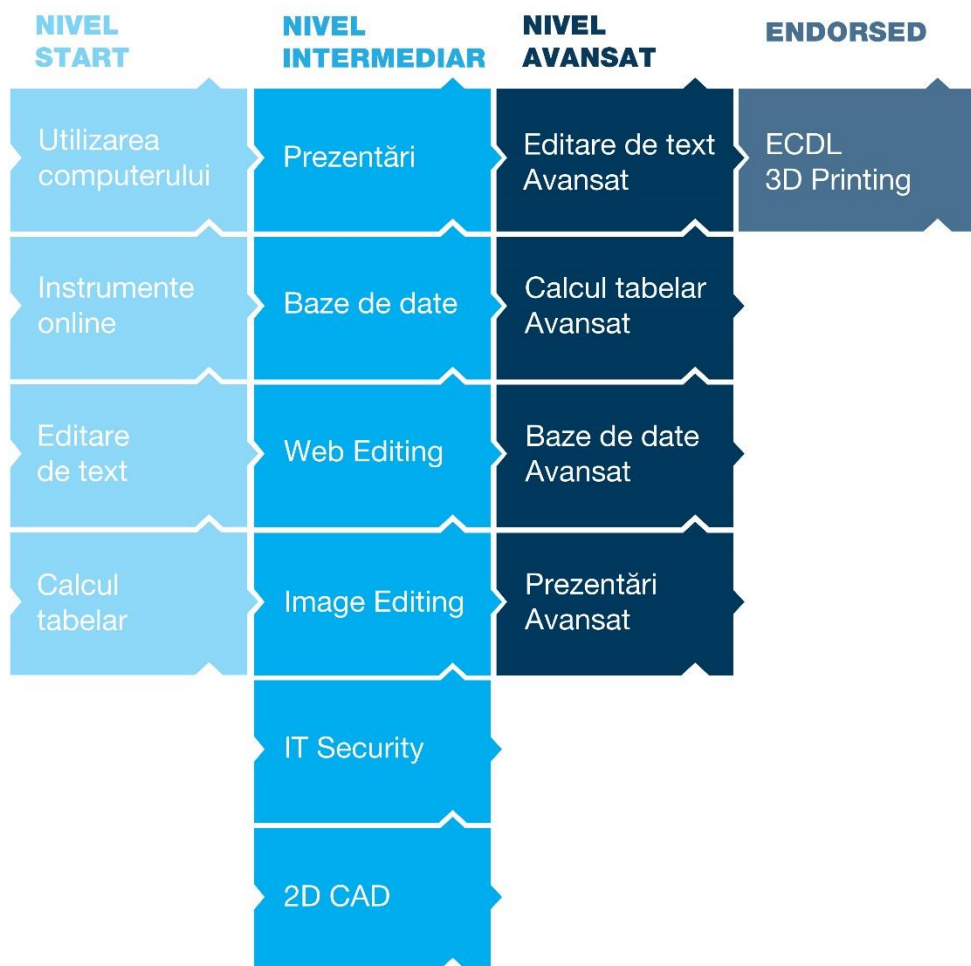 NIVEL
START
Utilizarea
computerului
Instrumente
online
Editare
de text
Calcul
tabelar
NIVEL
INTERMEDIAR
Prezentări
Baze de date
Web Editing
Image Editing
IT Security
2D CAD
NIVEL
AVANSAT
Editare de text
Avansat
Calcul tabelar
Avansat
Baze de date
Avansat
Prezentări
Avansat
ENDORSED
ECDL
3D Printing